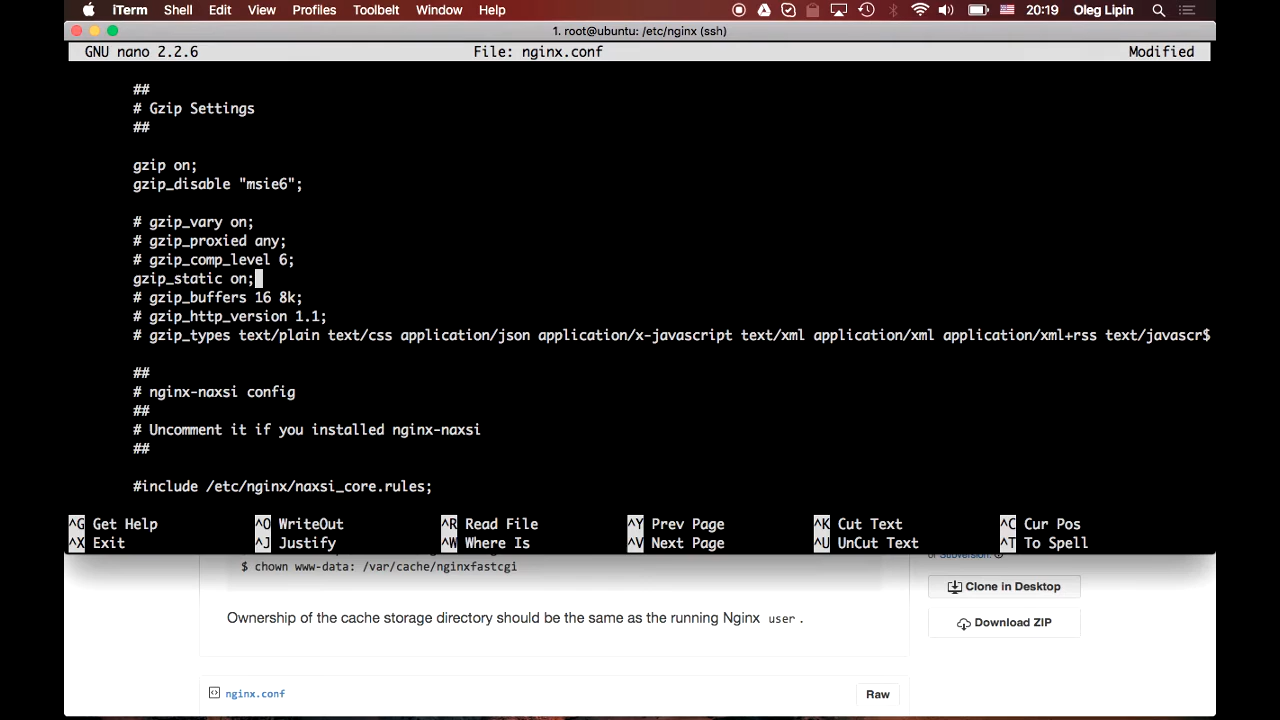 iTerm Shell Edit View Profiles Toolbelt Window Help 20:19 Oleg Lipin
1. root@ubuntu: /etc/nginx (ssh)
GNU nano 2.2.6 File: nginx.conf Modified
##
# Gzip Settings
##
gzip on;
gzip_disable "msie6";
# gzip_vary on;
# gzip_proxied any;
# gzip_comp_level 6;
gzip_static on;
# gzip_buffers 16 8k;
# gzip_http_version 1.1;
# gzip_types text/plain text/css application/json application/x-javascript text/xml application/xml application/xml+rss text/javascr$
##
# nginx-naxsi config
##
# Uncomment it if you installed nginx-naxsi
##
#include /etc/nginx/naxsi_core.rules;
^G Get Help ^O WriteOut ^R Read File ^Y Prev Page ^K Cut Text ^C Cur Pos
^X Exit ^J Justify ^W Where Is ^V Next Page ^U UnCut Text ^T To Spell
or Subversion.
$ chown www-data: /var/cache/nginxfastcgi
Clone in Desktop
Ownership of the cache storage directory should be the same as the running Nginx user .
Download ZIP
nginx.conf Raw